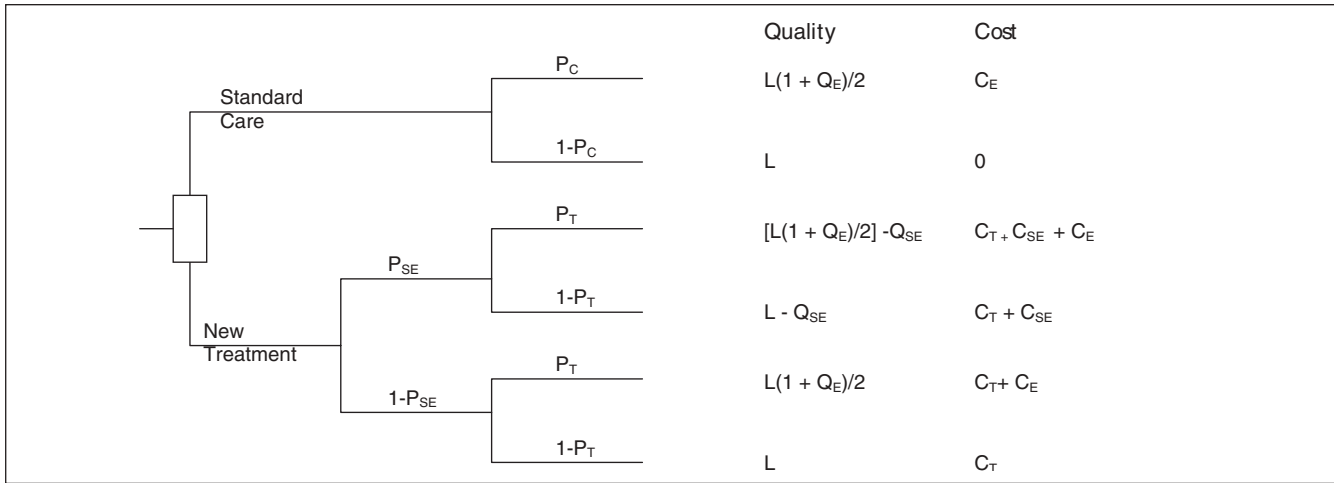 Quality Cost
P_C L(1 + Q_E)/2 C_E
Standard
Care
1-P_C L 0
P_T [L(1 + Q_E)/2] -Q_SE C_T + C_SE + C_E
P_SE
1-P_T L - Q_SE C_T + C_SE
New
Treatment
P_T L(1 + Q_E)/2 C_T+ C_E
1-P_SE
1-P_T L C_T